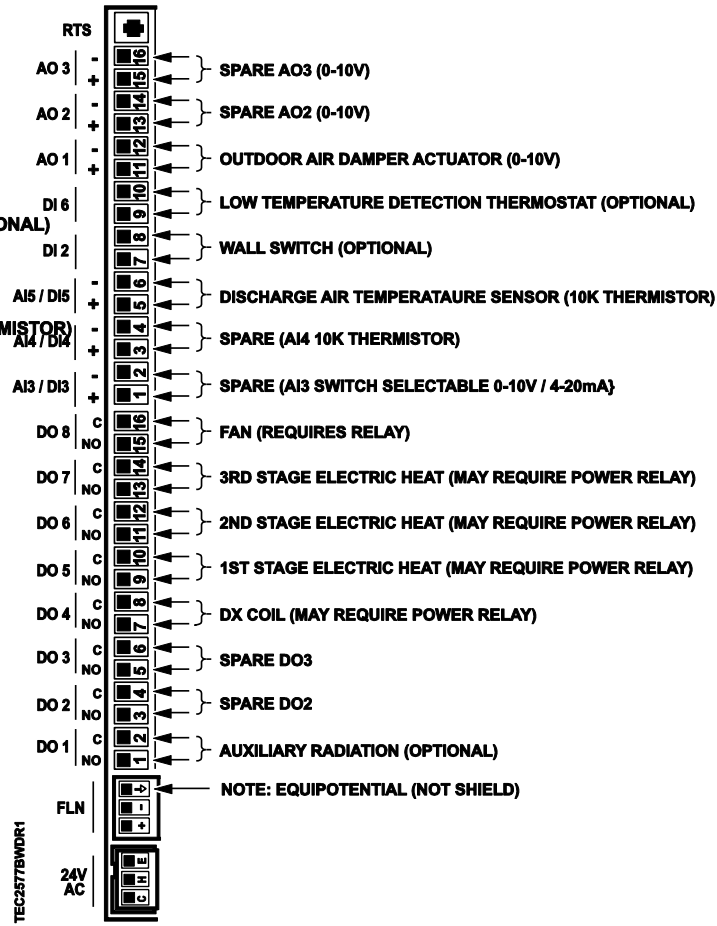 RTS
AO 3 - 16
+ 15 SPARE AO3 (0-10V)
AO 2 - 14
+ 13 SPARE AO2 (0-10V)
AO 1 - 12
+ 11 OUTDOOR AIR DAMPER ACTUATOR (0-10V)
DI 6 10
9 LOW TEMPERATURE DETECTION THERMOSTAT (OPTIONAL)
ONAL)
DI 2 8
7 WALL SWITCH (OPTIONAL)
AI5 / DI5 - 6
+ 5 DISCHARGE AIR TEMPERATAURE SENSOR (10K THERMISTOR)
MISTOR)
AI4 / DI4 - 4
+ 3 SPARE (AI4 10K THERMISTOR)
AI3 / DI3 - 2
+ 1 SPARE (AI3 SWITCH SELECTABLE 0-10V / 4-20mA}
DO 8 C 16
NO 15 FAN (REQUIRES RELAY)
DO 7 C 14
NO 13 3RD STAGE ELECTRIC HEAT (MAY REQUIRE POWER RELAY)
DO 6 C 12
NO 11 2ND STAGE ELECTRIC HEAT (MAY REQUIRE POWER RELAY)
DO 5 C 10
NO 9 1ST STAGE ELECTRIC HEAT (MAY REQUIRE POWER RELAY)
DO 4 C 8
NO 7 DX COIL (MAY REQUIRE POWER RELAY)
DO 3 C 6
NO 5 SPARE DO3
DO 2 C 4
NO 3 SPARE DO2
DO 1 C 2
NO 1 AUXILIARY RADIATION (OPTIONAL)
NOTE: EQUIPOTENTIAL (NOT SHIELD)
FLN -
+
24V E
AC H
C
TEC2577BWDR1